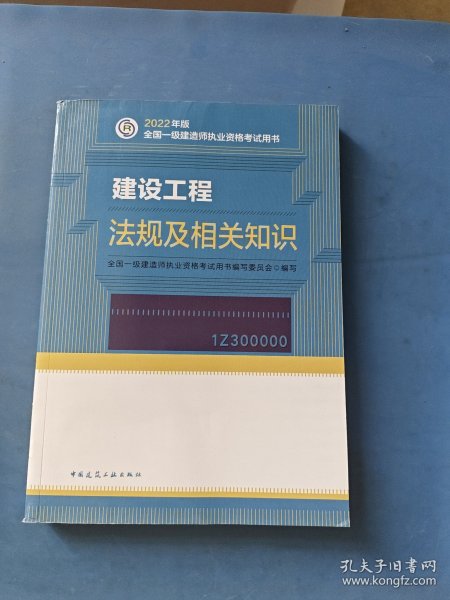 2022年版
全国一级建造师执业资格考试用书
建设工程
法规及相关知识
全国一级建造师执业资格考试用书编写委员会 编写
1Z300000
中国建筑工业出版社
孔夫子旧书网
www.kongfz.com